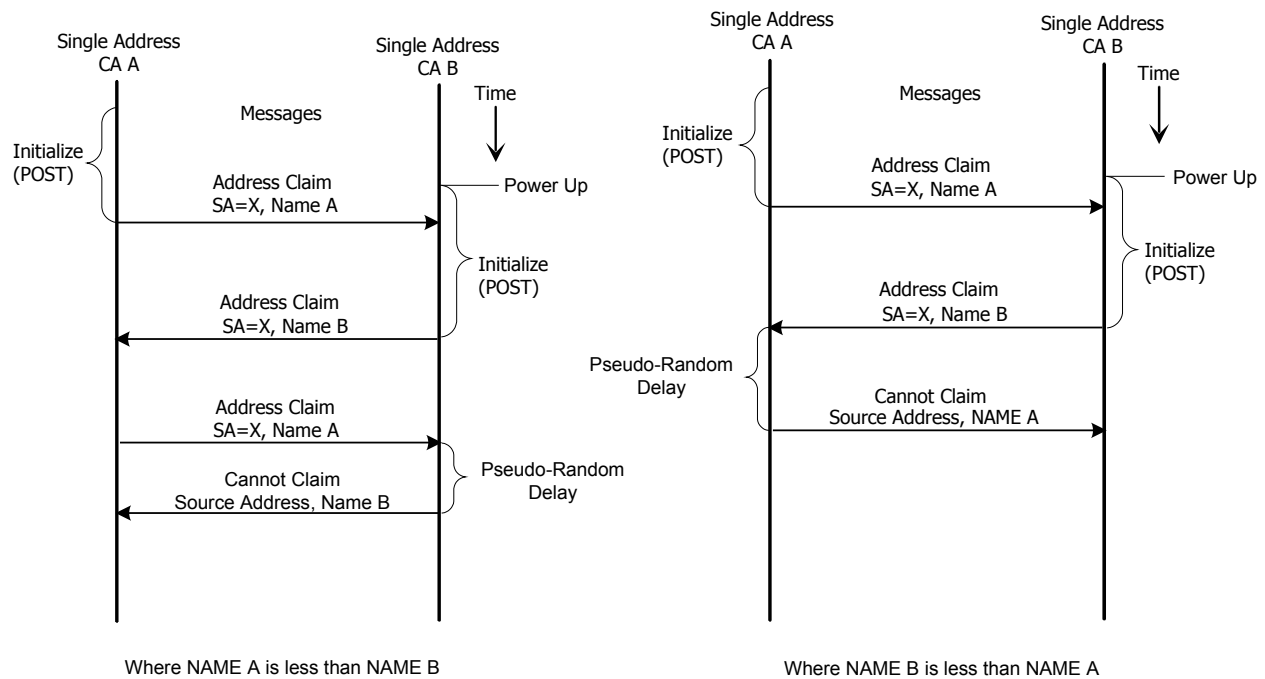 Single Address
CA A
Single Address
CA B
Time
Messages
Initialize
(POST)
Power Up
Address Claim
SA=X, Name A
Initialize
(POST)
Address Claim
SA=X, Name B
Address Claim
SA=X, Name A
Pseudo-Random
Delay
Cannot Claim
Source Address, Name B
Where NAME A is less than NAME B
Single Address
CA A
Single Address
CA B
Time
Messages
Initialize
(POST)
Address Claim
SA=X, Name A
Power Up
Initialize
(POST)
Address Claim
SA=X, Name B
Pseudo-Random
Delay
Cannot Claim
Source Address, NAME A
Where NAME B is less than NAME A